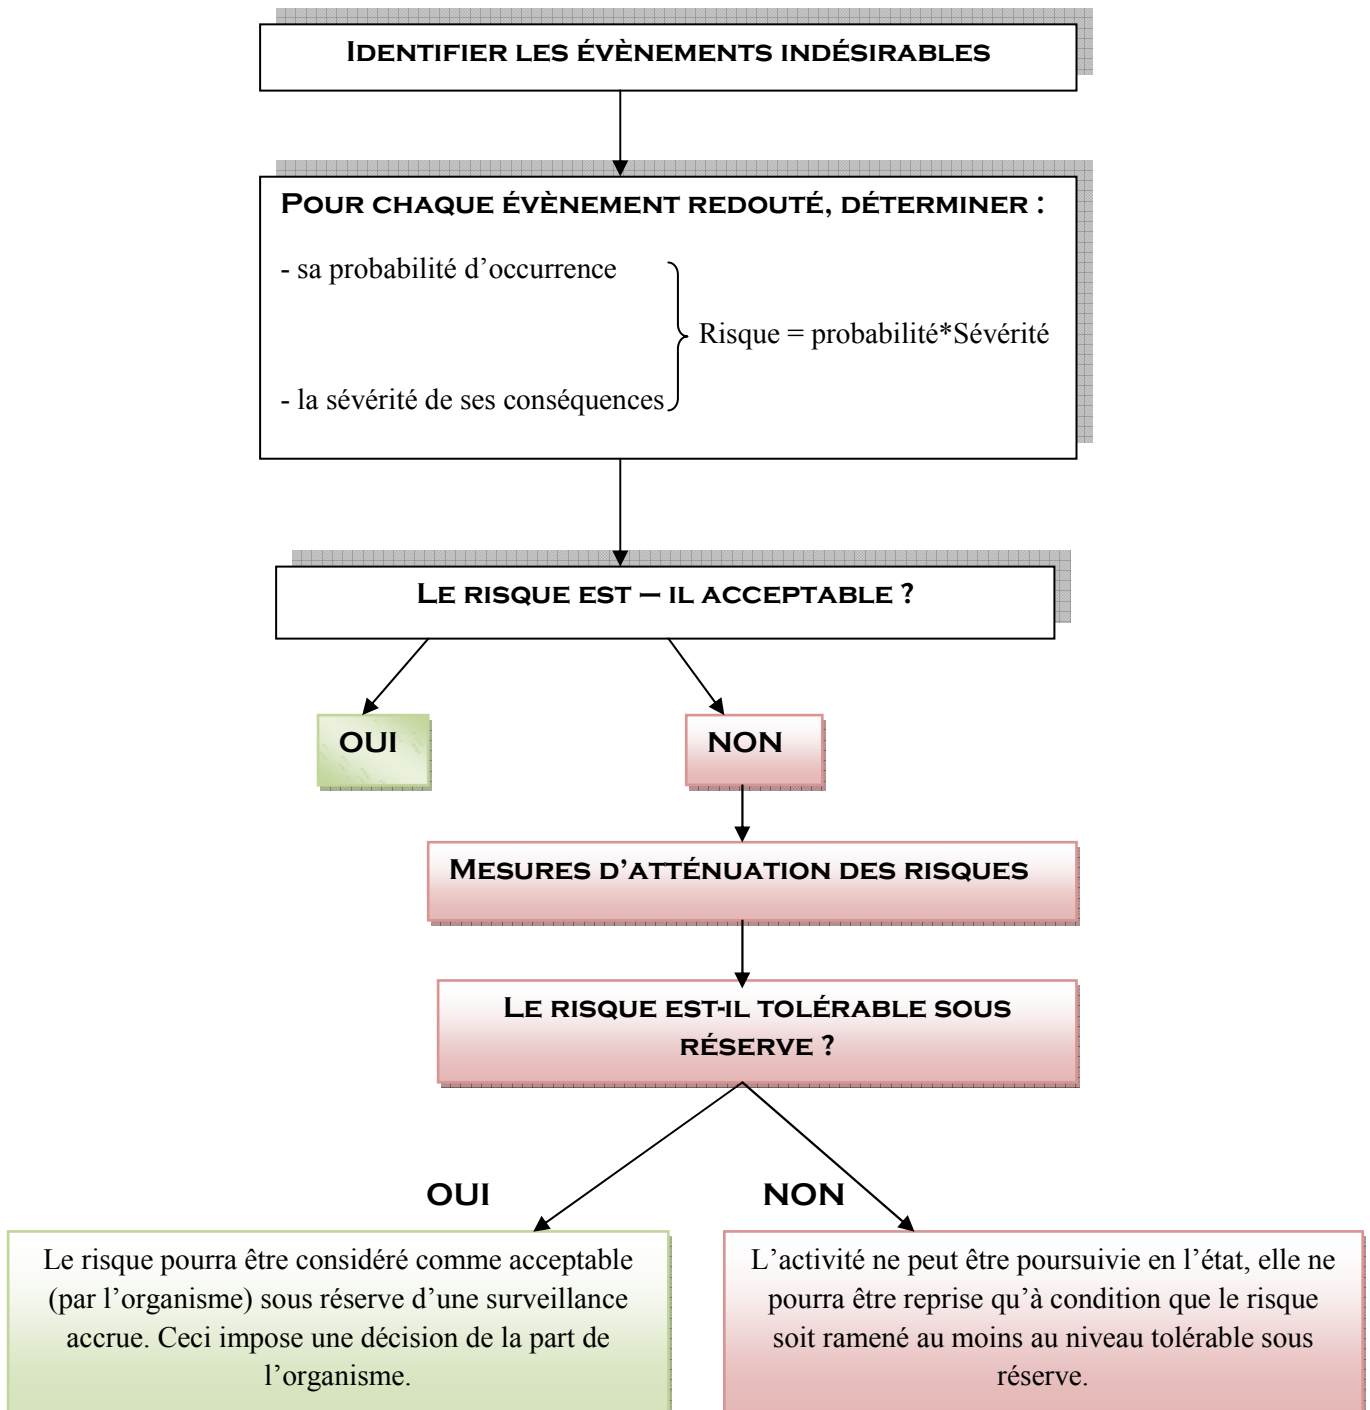 IDENTIFIER LES ÉVÈNEMENTS INDÉSIRABLES
POUR CHAQUE ÉVÈNEMENT REDOUTÉ, DÉTERMINER :
- sa probabilité d’occurrence
Risque = probabilité*Sévérité
- la sévérité de ses conséquences
LE RISQUE EST – IL ACCEPTABLE ?
OUI
NON
MESURES D’ATTÉNUATION DES RISQUES
LE RISQUE EST-IL TOLÉRABLE SOUS
RÉSERVE ?
OUI
NON
Le risque pourra être considéré comme acceptable
(par l’organisme) sous réserve d’une surveillance
accrue. Ceci impose une décision de la part de
l’organisme.
L’activité ne peut être poursuivie en l’état, elle ne
pourra être reprise qu’à condition que le risque
soit ramené au moins au niveau tolérable sous
réserve.